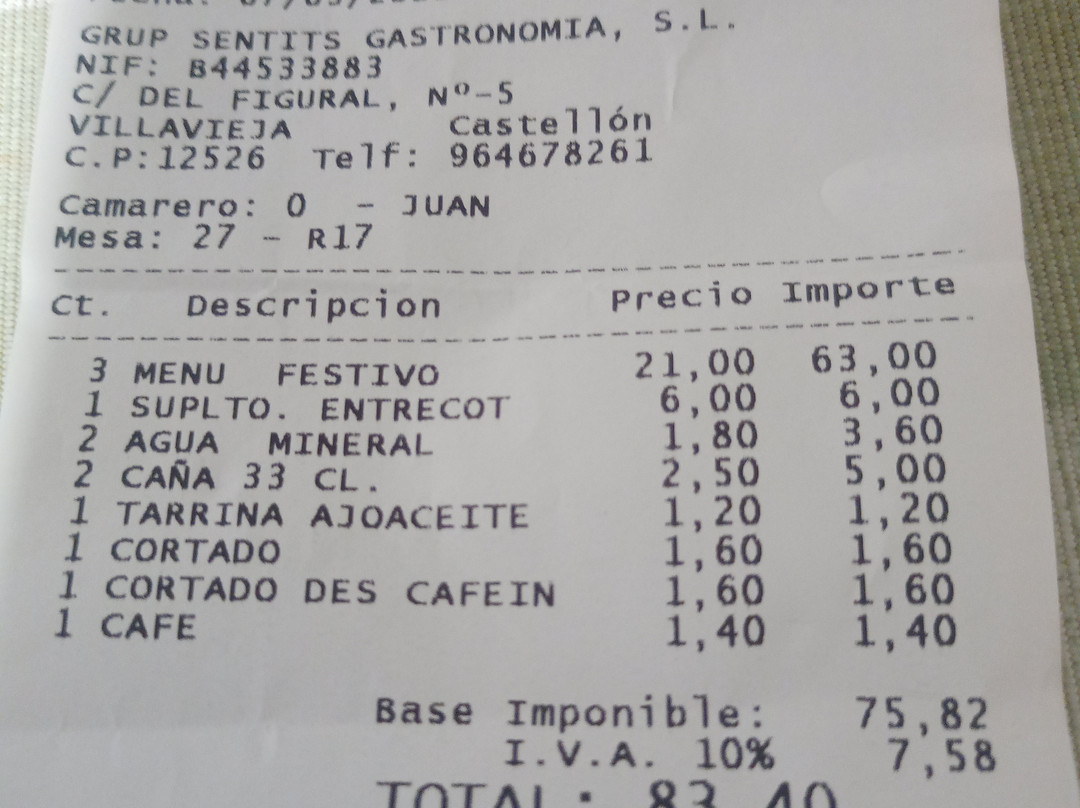 GRUP SENTITS GASTRONOMIA, S.L.
NIF: B44533883
C/ DEL FIGURAL, Nº-5
VILLAVIEJA Castellón
C.P:12526 Telf: 964678261
Camarero: 0 - JUAN
Mesa: 27 - R17
Ct. Descripcion Precio Importe
3 MENU FESTIVO 21,00 63,00
1 SUPLTO. ENTRECOT 6,00 6,00
2 AGUA MINERAL 1,80 3,60
2 CAÑA 33 CL. 2,50 5,00
1 TARRINA AJOACEITE 1,20 1,20
1 CORTADO 1,60 1,60
1 CORTADO DES CAFEIN 1,60 1,60
1 CAFE 1,40 1,40
Base Imponible: 75,82
I.V.A. 10% 7,58
TOTAL: 83,40